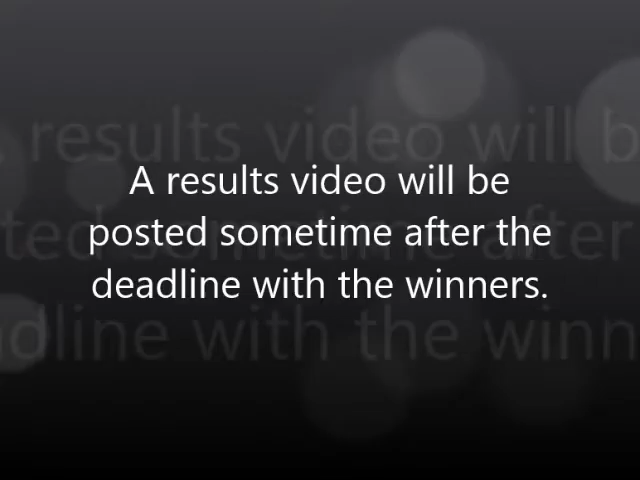 A results video will be
posted sometime after the
deadline with the winners.